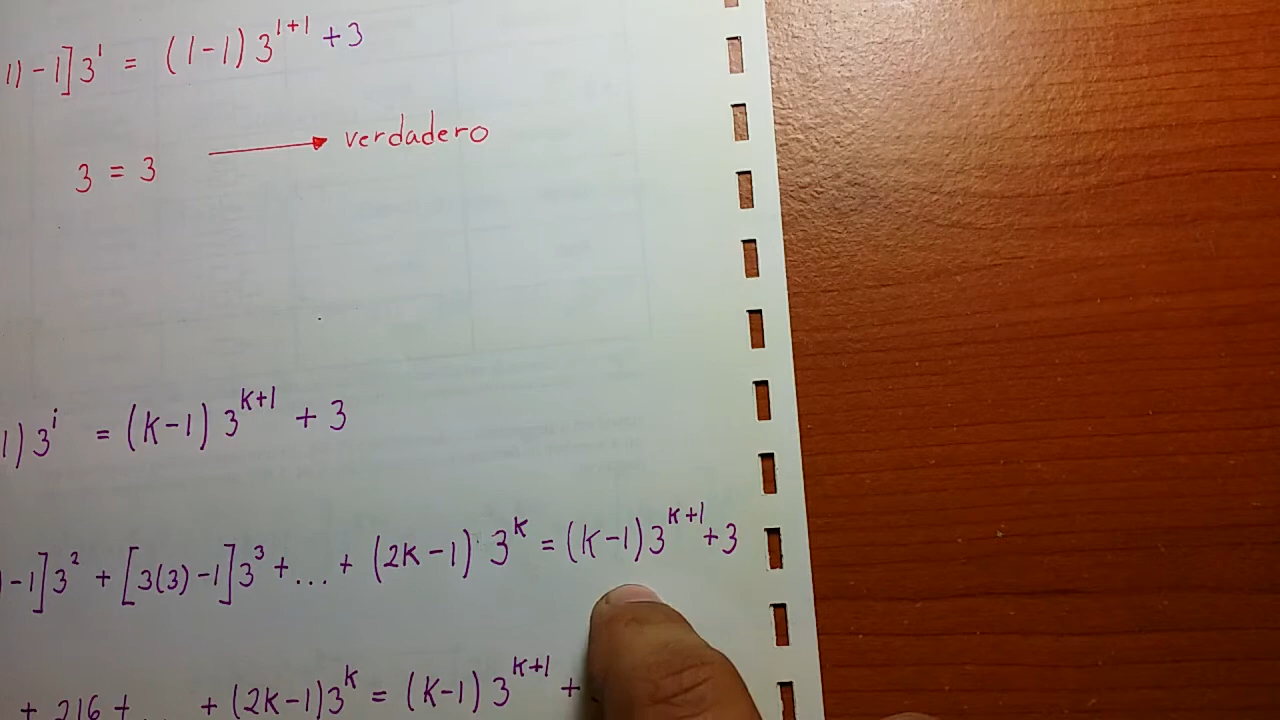 1) - 1] 3¹ = (1-1) 3¹⁺¹ + 3
3 = 3 → verdadero
1) 3ⁱ = (k-1) 3ᵏ⁺¹ + 3
-1] 3² + [3(3) -1] 3³ + ... + (2k-1) · 3ᵏ = (k-1) 3ᵏ⁺¹ + 3
+ 216 + ... + (2k-1) 3ᵏ = (k-1) 3ᵏ⁺¹ +